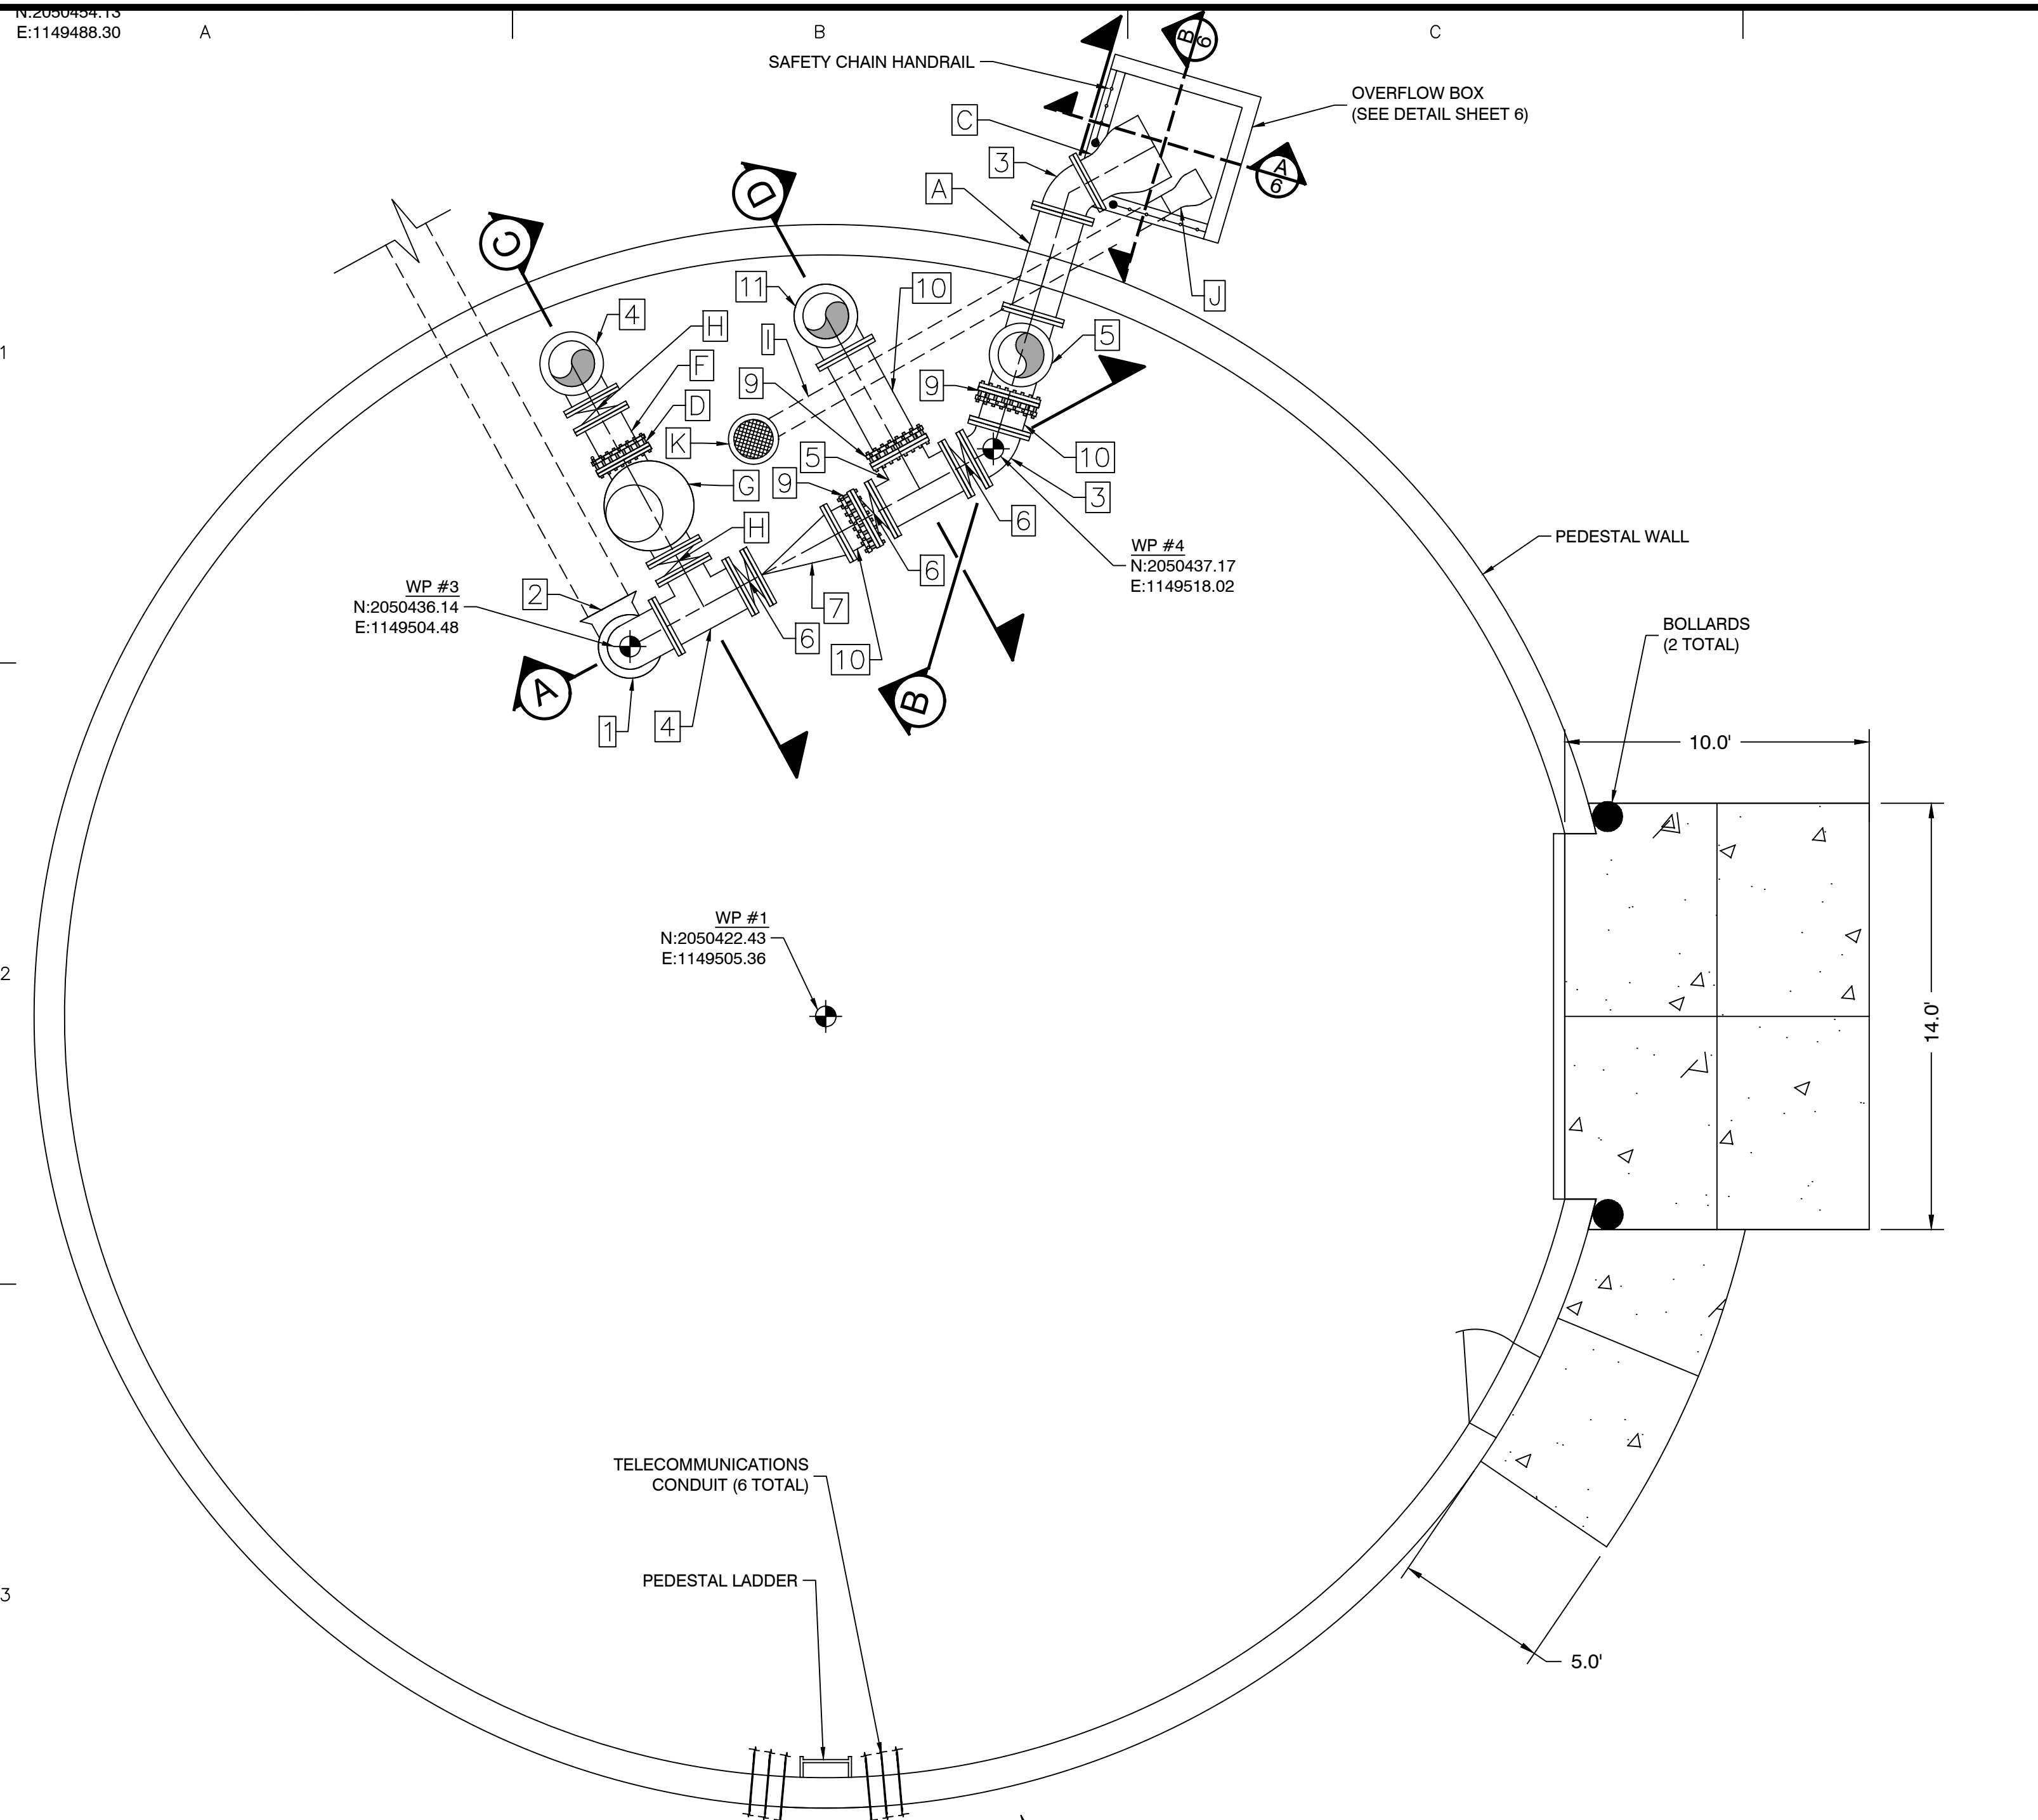 N:2050454.13
E:1149488.30
A
B
C
SAFETY CHAIN HANDRAIL
OVERFLOW BOX
(SEE DETAIL SHEET 6)
B
6
A
6
C
3
A
D
C
J
11
10
4
H
I
F
5
9
9
D
K
5
10
G
9
3
H
6
6
1
WP #4
N:2050437.17
E:1149518.02
PEDESTAL WALL
WP #3
N:2050436.14
E:1149504.48
2
7
6
10
A
B
1
4
BOLLARDS
(2 TOTAL)
10.0'
WP #1
N:2050422.43
E:1149505.36
2
14.0'
TELECOMMUNICATIONS
CONDUIT (6 TOTAL)
PEDESTAL LADDER
3
5.0'